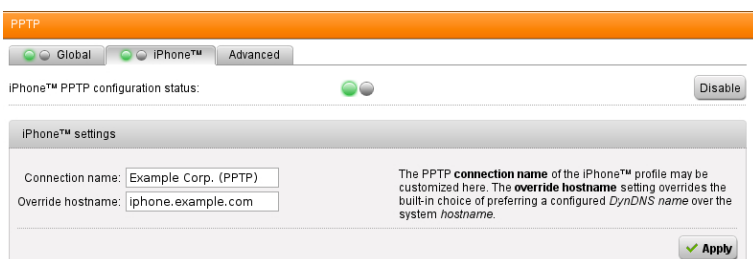 PPTP
Global iPhone™ Advanced
iPhone™ PPTP configuration status: Disable
iPhone™ settings
Connection name: Example Corp. (PPTP)
Override hostname: iphone.example.com
The PPTP connection name of the iPhone™ profile may be
customized here. The override hostname setting overrides the
built-in choice of preferring a configured DynDNS name over the
system hostname.
Apply